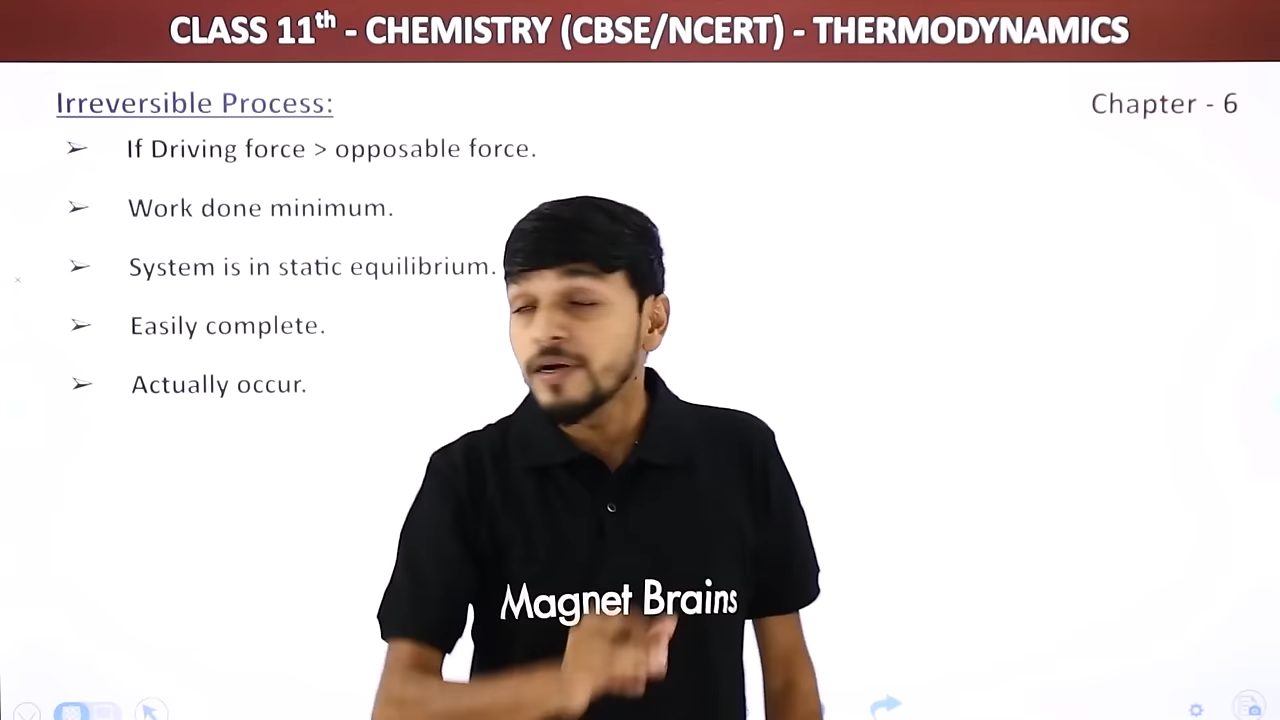 CLASS 11th - CHEMISTRY (CBSE/NCERT) - THERMODYNAMICS
Irreversible Process:
Chapter - 6
➢ If Driving force > opposable force.
➢ Work done minimum.
➢ System is in static equilibrium.
➢ Easily complete.
➢ Actually occur.
Magnet Brains